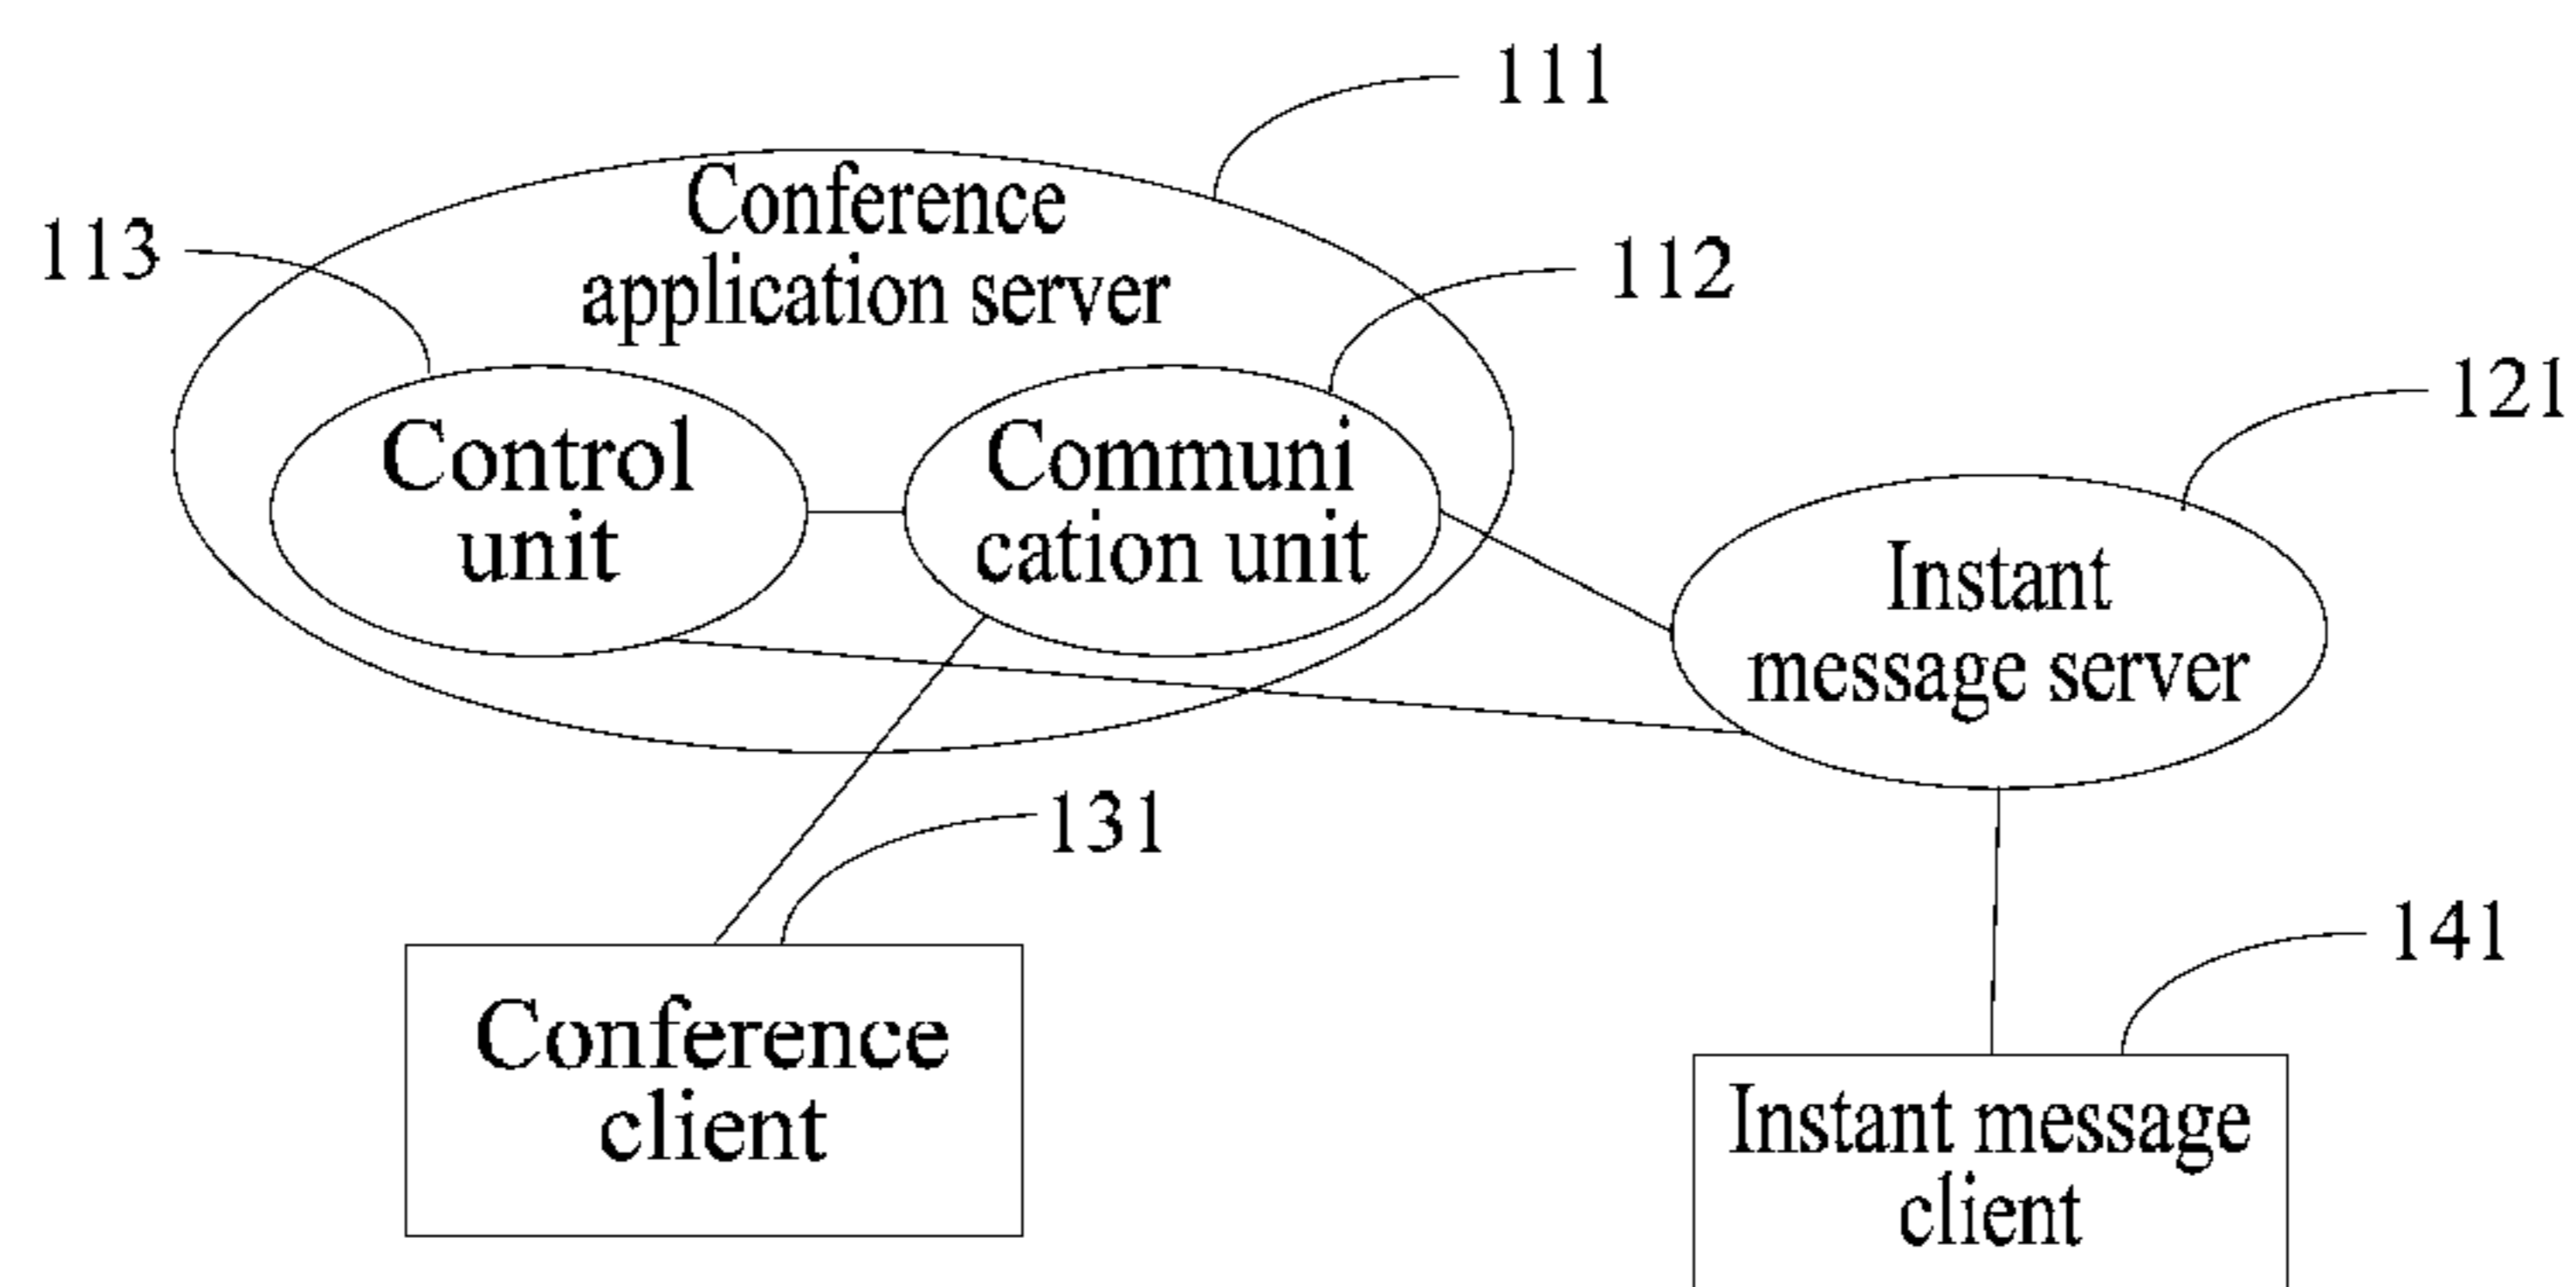 111
Conference
application server
113
112
Control
unit
Communi
cation unit
121
Instant
message server
131
Conference
client
141
Instant message
client